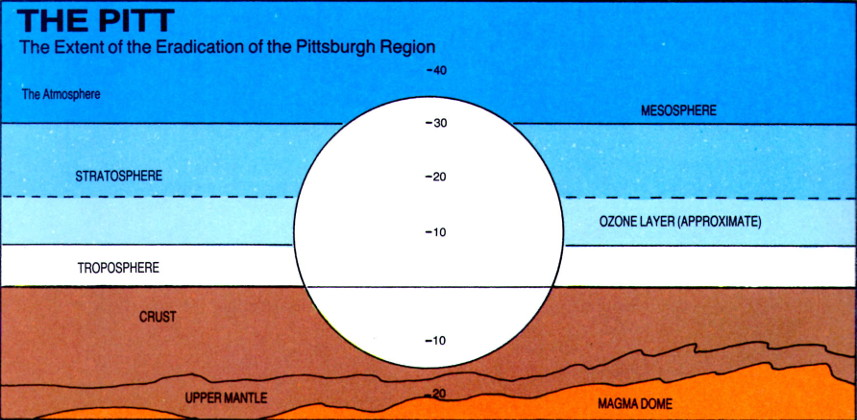 THE PITT
The Extent of the Eradication of the Pittsburgh Region
-40
The Atmosphere
MESOSPHERE
-30
STRATOSPHERE
-20
OZONE LAYER (APPROXIMATE)
-10
TROPOSPHERE
CRUST
-10
UPPER MANTLE
-20
MAGMA DOME